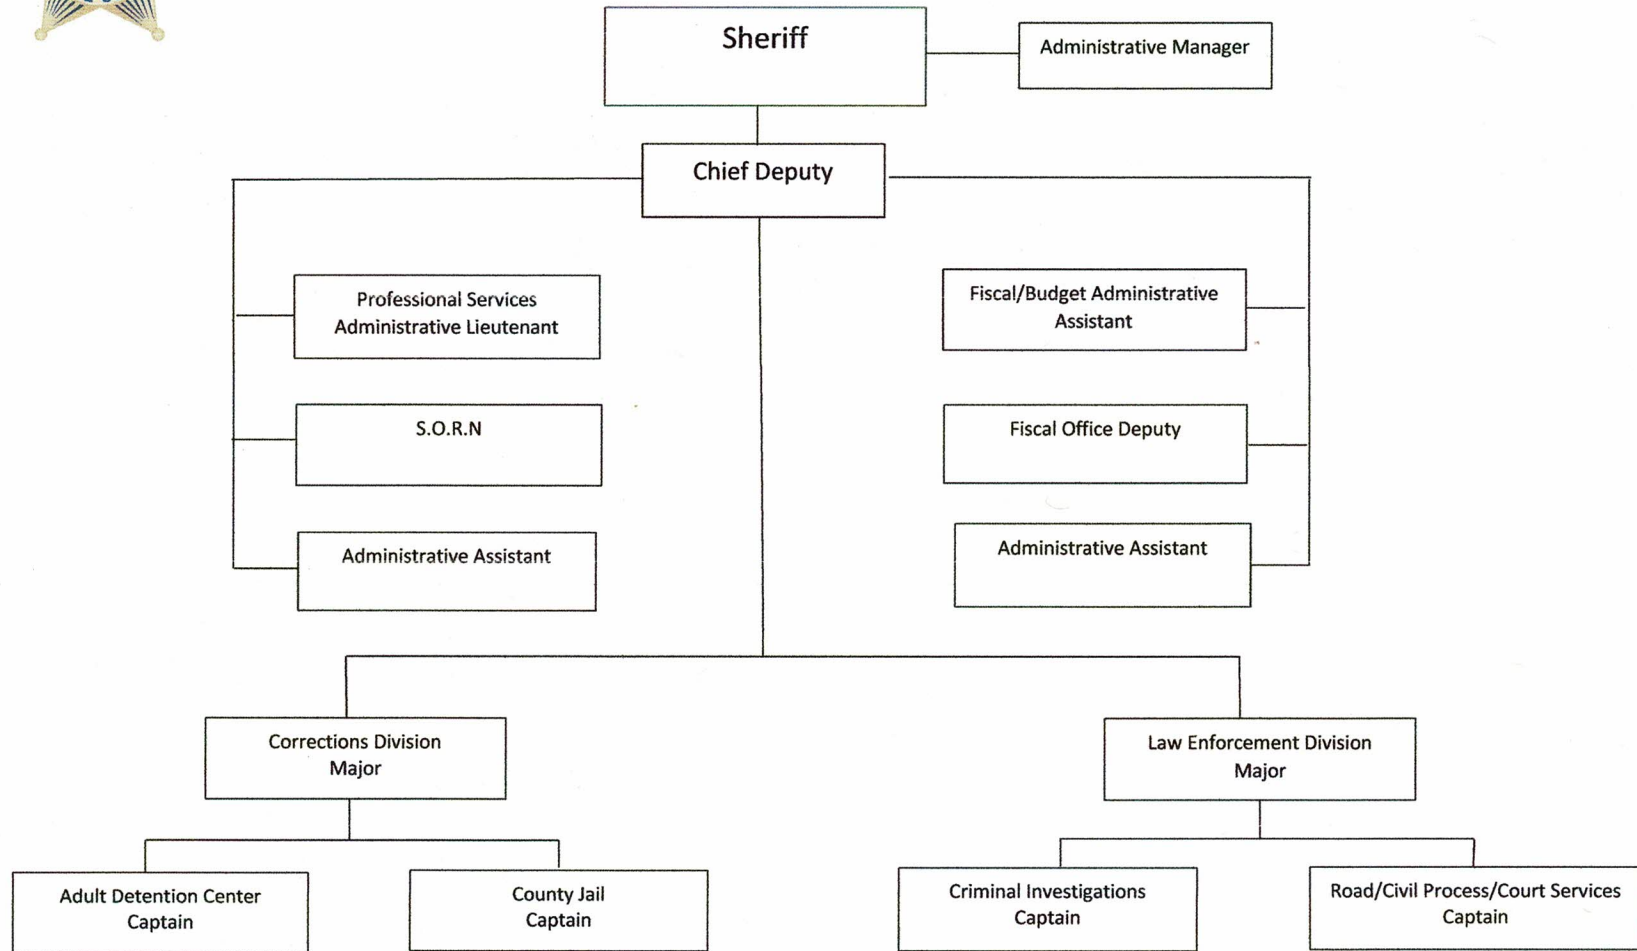 Sheriff
Administrative Manager
Chief Deputy
Professional Services
Administrative Lieutenant
Fiscal/Budget Administrative
Assistant
S.O.R.N
Fiscal Office Deputy
Administrative Assistant
Administrative Assistant
Corrections Division
Major
Law Enforcement Division
Major
Adult Detention Center
Captain
County Jail
Captain
Criminal Investigations
Captain
Road/Civil Process/Court Services
Captain